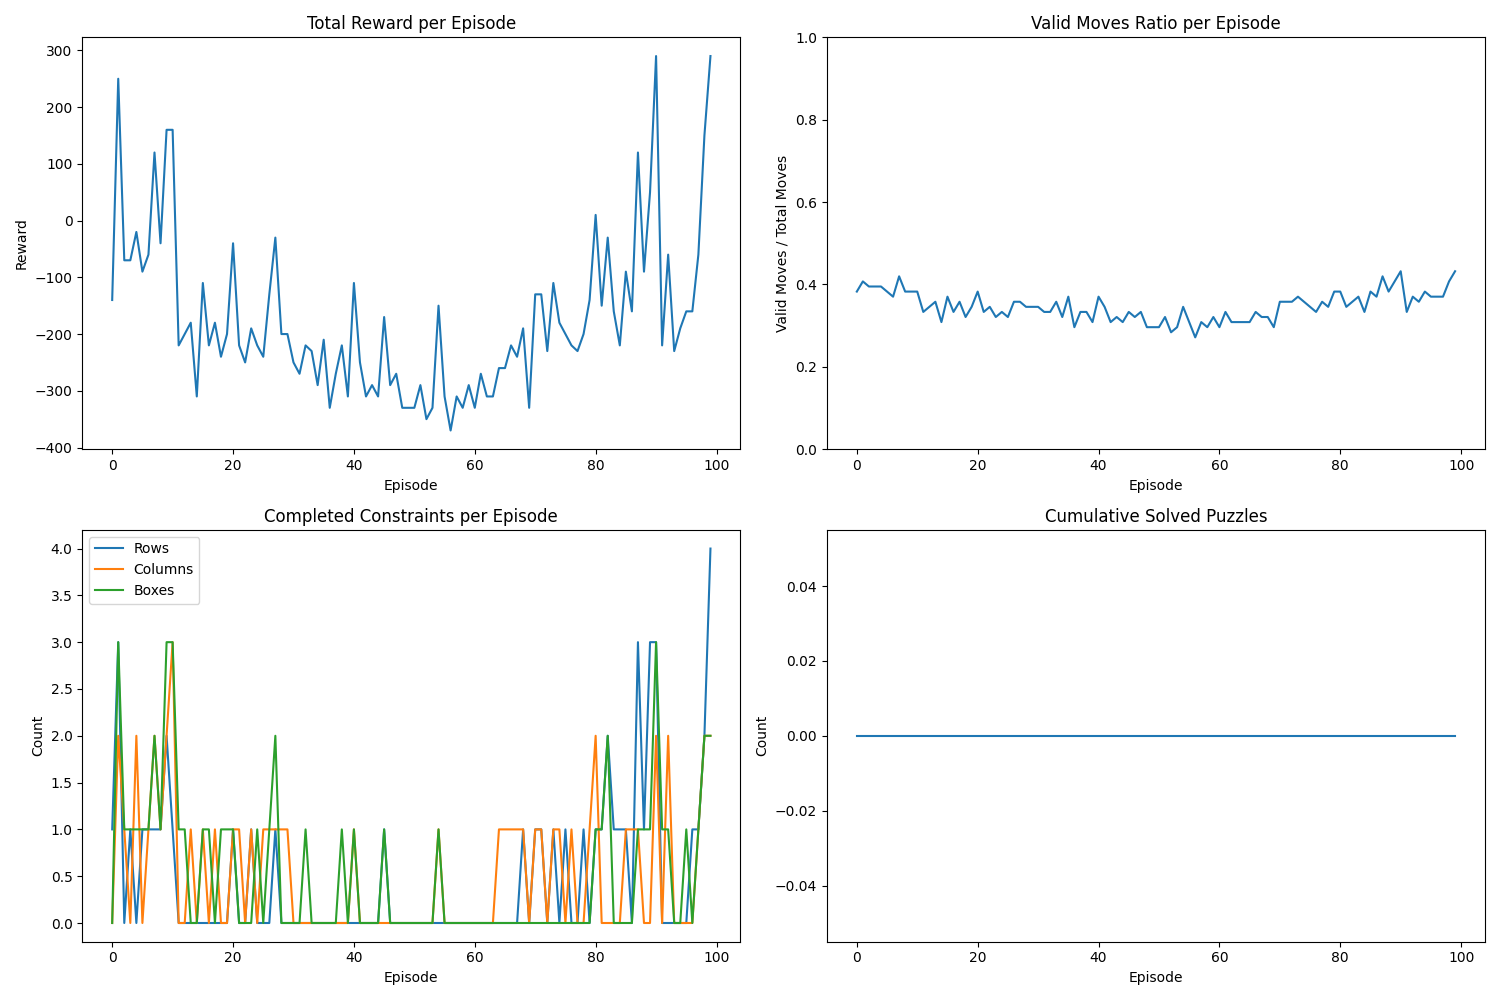 Total Reward per Episode
Reward
300
200
100
0
−100
−200
−300
−400
0 20 40 60 80 100
Episode
Valid Moves Ratio per Episode
Valid Moves / Total Moves
1.0
0.8
0.6
0.4
0.2
0.0
0 20 40 60 80 100
Episode
Completed Constraints per Episode
Rows
Columns
Boxes
Count
4.0
3.5
3.0
2.5
2.0
1.5
1.0
0.5
0.0
0 20 40 60 80 100
Episode
Cumulative Solved Puzzles
Count
0.04
0.02
0.00
−0.02
−0.04
0 20 40 60 80 100
Episode